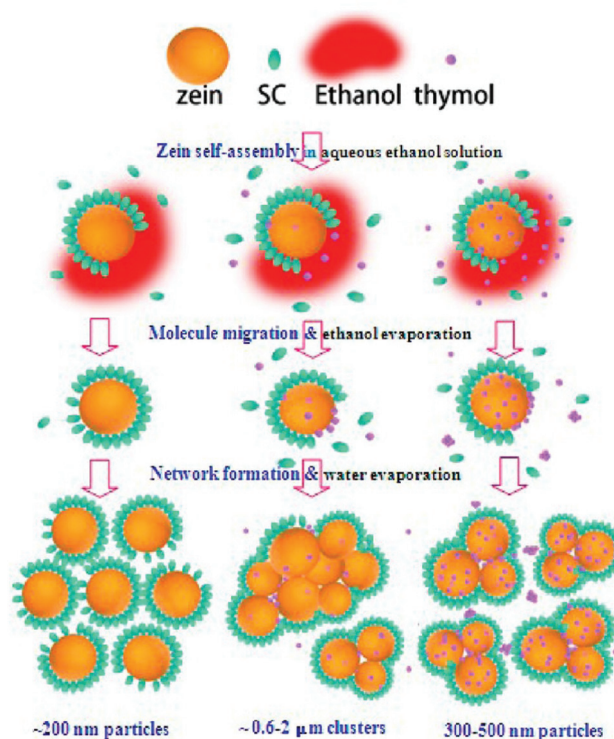 zein SC Ethanol thymol
Zein self-assembly in aqueous ethanol solution
Molecule migration & ethanol evaporation
Network formation & water evaporation
~200 nm particles ~0.6-2 μm clusters 300-500 nm particles